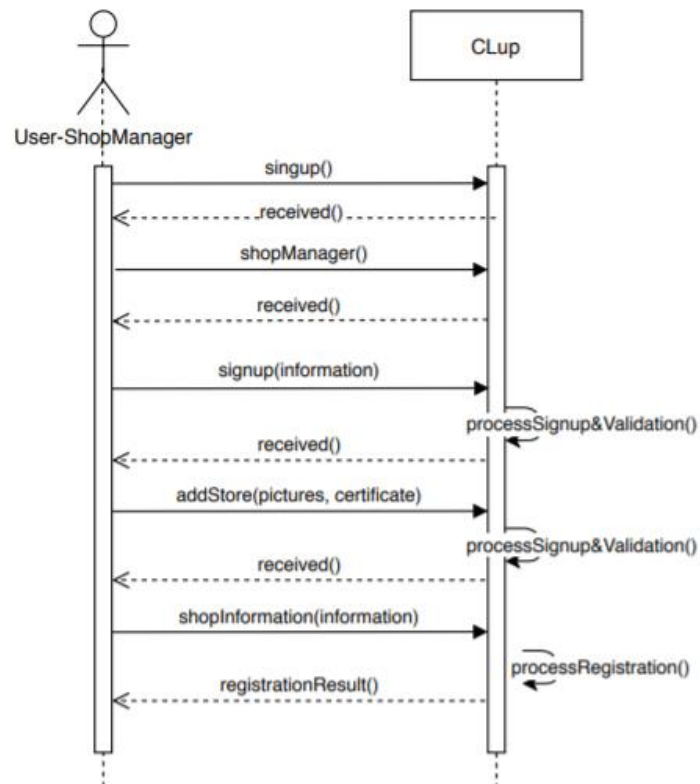 CLup
User-ShopManager
singup()
received()
shopManager()
received()
signup(information)
processSignup&Validation()
received()
addStore(pictures, certificate)
processSignup&Validation()
received()
shopInformation(information)
processRegistration()
registrationResult()